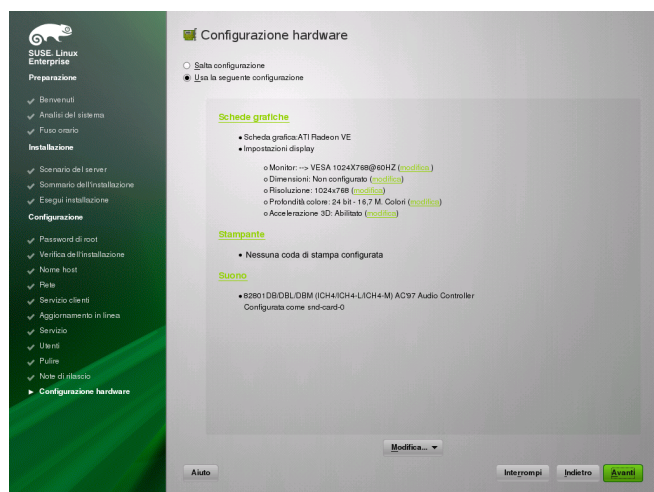 SUSE. Linux
Enterprise
Preparazione
Benvenuti
Analisi del sistema
Fuso orario
Installazione
Scenario del server
Sommario dell'installazione
Esegui installazione
Configurazione
Password di root
Verifica dell'installazione
Nome host
Rete
Servizio clienti
Aggiornamento in linea
Servizio
Utenti
Pulire
Note di rilascio
Configurazione hardware
Configurazione hardware
Salta configurazione
Usa la seguente configurazione
Schede grafiche
Scheda grafica:ATI Radeon VE
Impostazioni display
Monitor: --> VESA 1024X768@60HZ (modifica )
Dimensioni: Non configurato (modifica)
Risoluzione: 1024x768 (modifica)
Profondità colore: 24 bit - 16,7 M. Colori (modifica)
Accelerazione 3D: Abilitato (modifica)
Stampante
Nessuna coda di stampa configurata
Suono
82801DB/DBL/DBM (ICH4/ICH4-L/ICH4-M) AC'97 Audio Controller
Configurata come snd-card-0
Modifica...
Aiuto
Interrompi
Indietro
Avanti